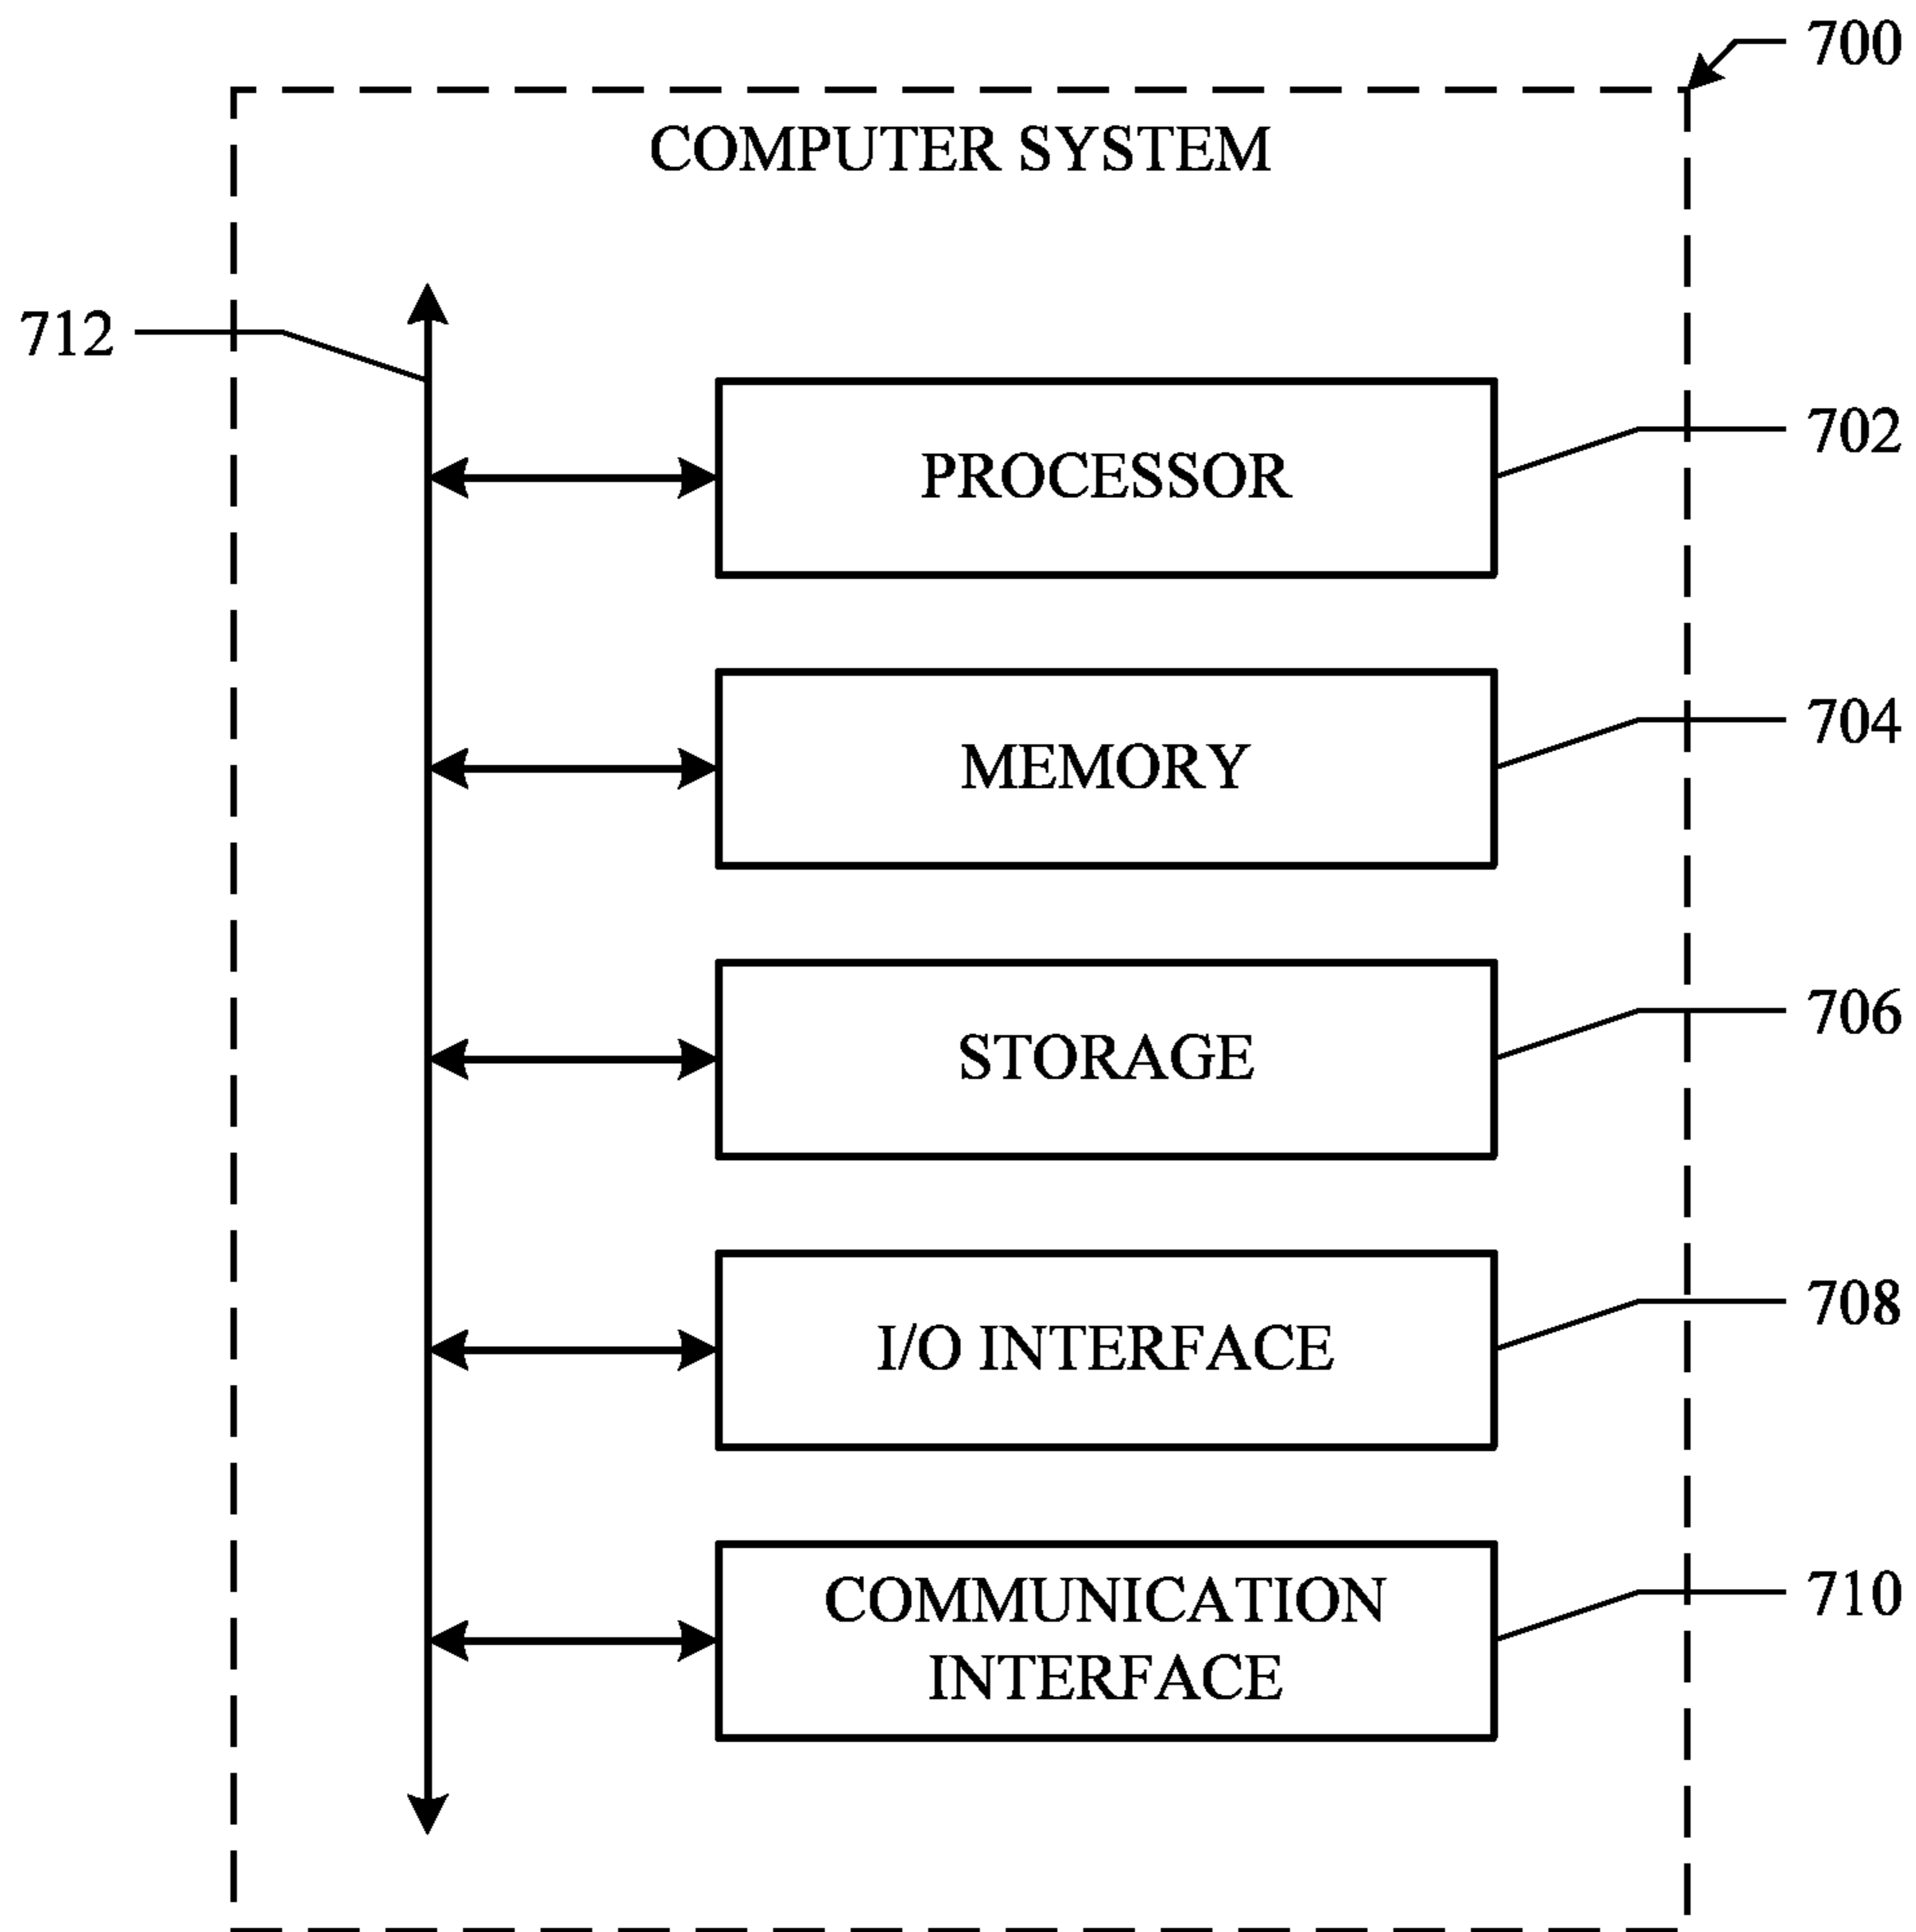 700
COMPUTER SYSTEM
712
PROCESSOR
702
MEMORY
704
STORAGE
706
I/O INTERFACE
708
COMMUNICATION
INTERFACE
710